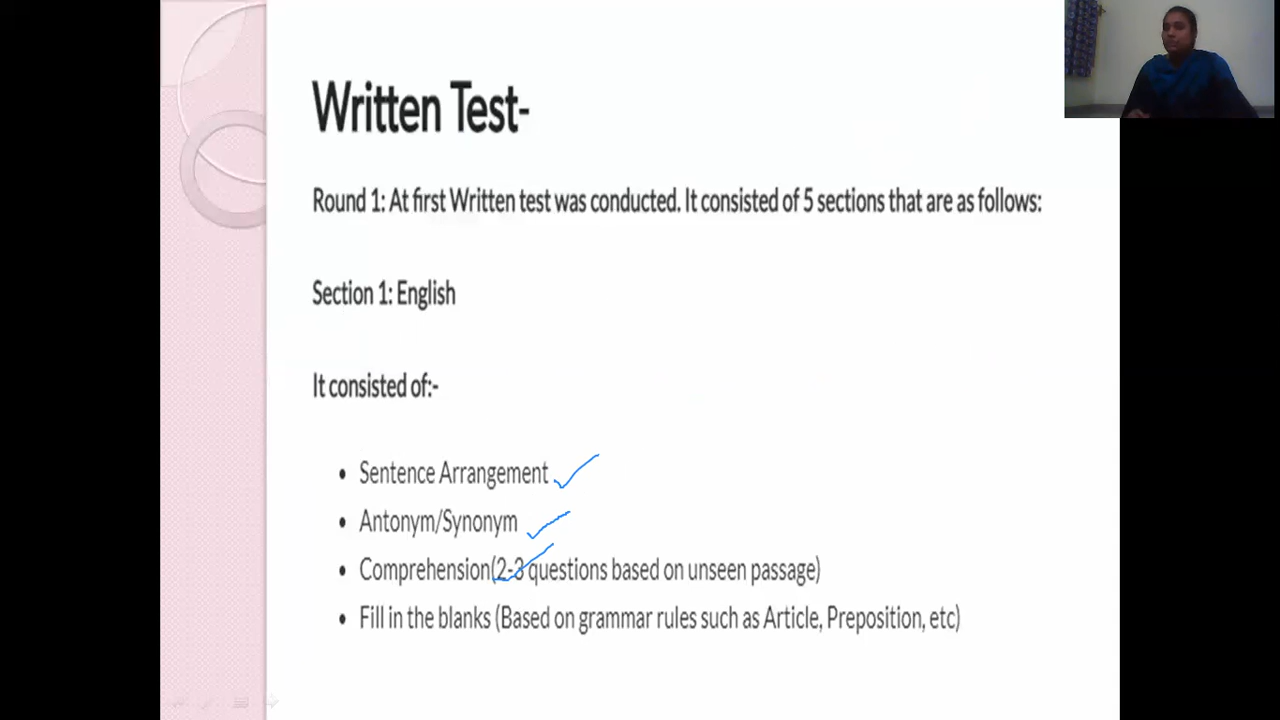 Written Test-
Round 1: At first Written test was conducted. It consisted of 5 sections that are as follows:
Section 1: English
It consisted of:-
• Sentence Arrangement
• Antonym/Synonym
• Comprehension(2-3 questions based on unseen passage)
• Fill in the blanks (Based on grammar rules such as Article, Preposition, etc)